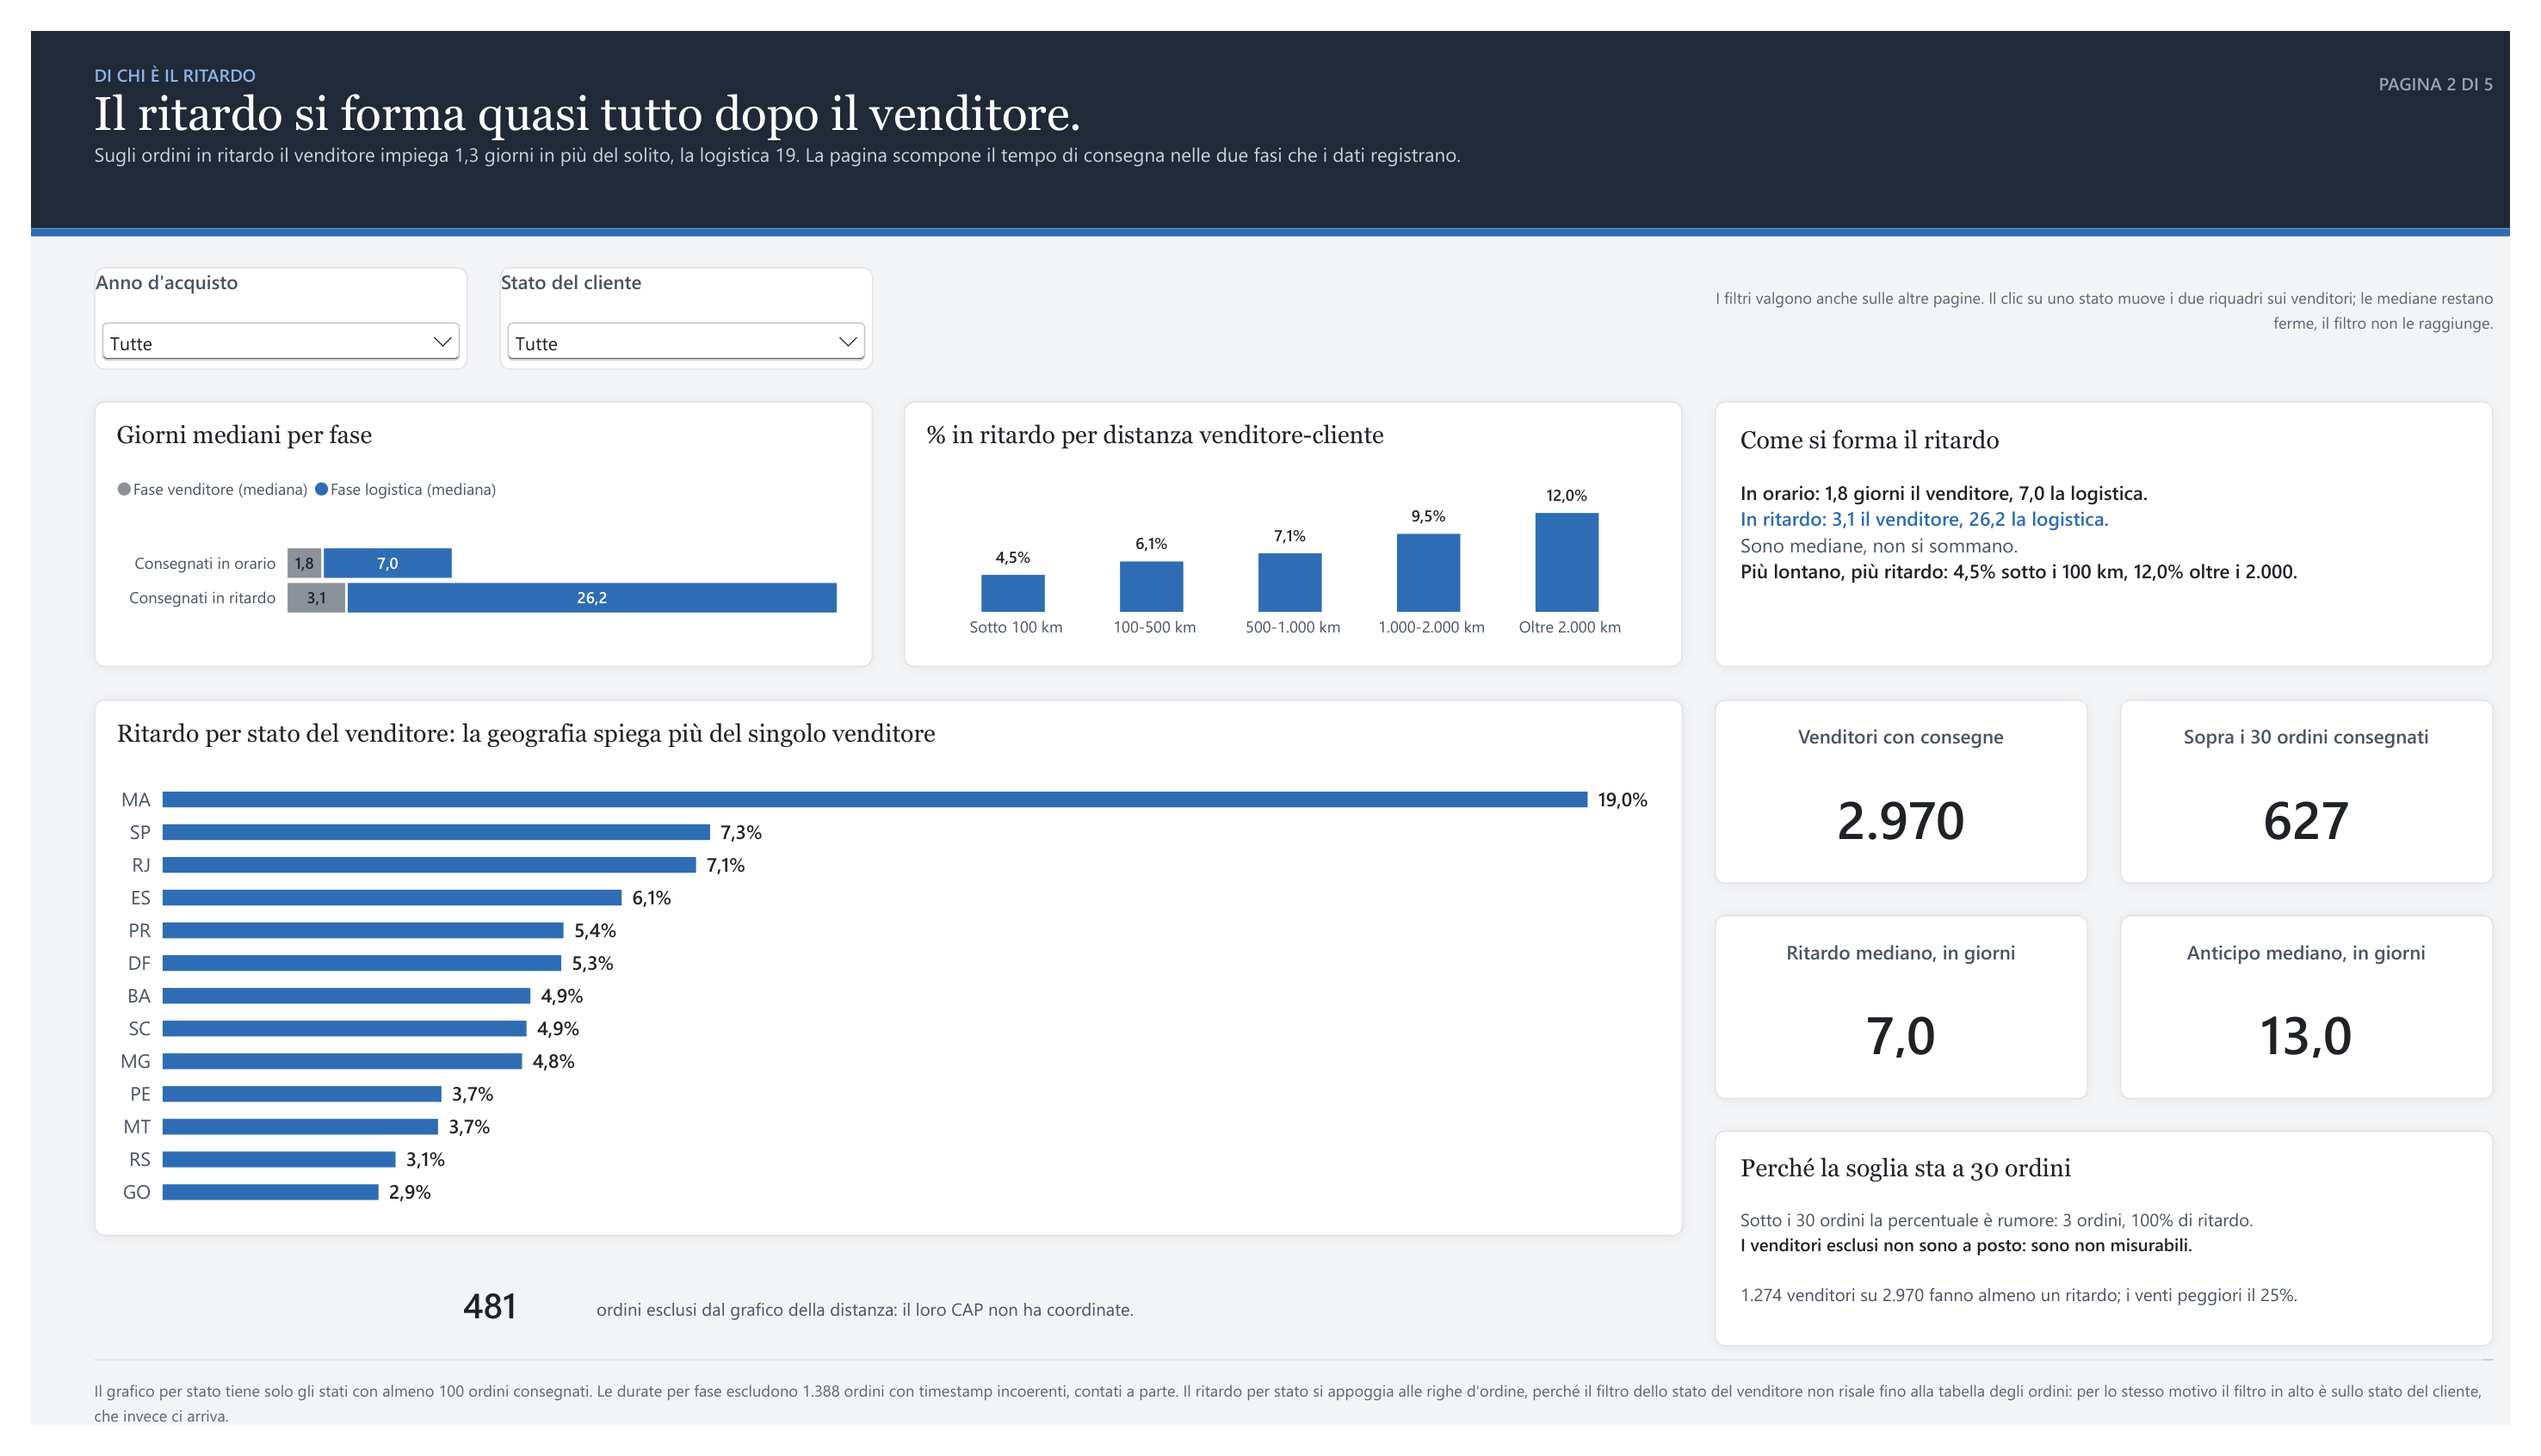 DI CHI È IL RITARDO
Il ritardo si forma quasi tutto dopo il venditore.
Sugli ordini in ritardo il venditore impiega 1,3 giorni in più del solito, la logistica 19. La pagina scompone il tempo di consegna nelle due fasi che i dati registrano.
PAGINA 2 DI 5
Anno d'acquisto
Tutte
Stato del cliente
Tutte
I filtri valgono anche sulle altre pagine. Il clic su uno stato muove i due riquadri sui venditori; le mediane restano
ferme, il filtro non le raggiunge.
Giorni mediani per fase
Fase venditore (mediana) Fase logistica (mediana)
Consegnati in orario 1,8 7,0
Consegnati in ritardo 3,1 26,2
% in ritardo per distanza venditore-cliente
4,5% 6,1% 7,1% 9,5% 12,0%
Sotto 100 km 100-500 km 500-1.000 km 1.000-2.000 km Oltre 2.000 km
Come si forma il ritardo
In orario: 1,8 giorni il venditore, 7,0 la logistica.
In ritardo: 3,1 il venditore, 26,2 la logistica.
Sono mediane, non si sommano.
Più lontano, più ritardo: 4,5% sotto i 100 km, 12,0% oltre i 2.000.
Ritardo per stato del venditore: la geografia spiega più del singolo venditore
MA 19,0%
SP 7,3%
RJ 7,1%
ES 6,1%
PR 5,4%
DF 5,3%
BA 4,9%
SC 4,9%
MG 4,8%
PE 3,7%
MT 3,7%
RS 3,1%
GO 2,9%
Venditori con consegne
2.970
Sopra i 30 ordini consegnati
627
Ritardo mediano, in giorni
7,0
Anticipo mediano, in giorni
13,0
Perché la soglia sta a 30 ordini
Sotto i 30 ordini la percentuale è rumore: 3 ordini, 100% di ritardo.
I venditori esclusi non sono a posto: sono non misurabili.
1.274 venditori su 2.970 fanno almeno un ritardo; i venti peggiori il 25%.
481 ordini esclusi dal grafico della distanza: il loro CAP non ha coordinate.
Il grafico per stato tiene solo gli stati con almeno 100 ordini consegnati. Le durate per fase escludono 1.388 ordini con timestamp incoerenti, contati a parte. Il ritardo per stato si appoggia alle righe d'ordine, perché il filtro dello stato del venditore non risale fino alla tabella degli ordini: per lo stesso motivo il filtro in alto è sullo stato del cliente,
che invece ci arriva.